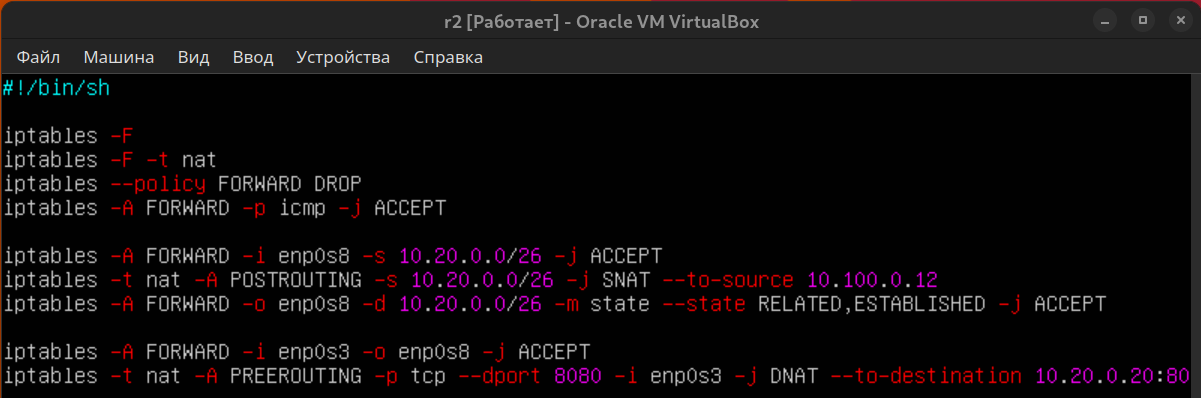 r2 [Работает] - Oracle VM VirtualBox
Файл Машина Вид Ввод Устройства Справка
#!/bin/sh
iptables -F
iptables -F -t nat
iptables --policy FORWARD DROP
iptables -A FORWARD -p icmp -j ACCEPT
iptables -A FORWARD -i enp0s8 -s 10.20.0.0/26 -j ACCEPT
iptables -t nat -A POSTROUTING -s 10.20.0.0/26 -j SNAT --to-source 10.100.0.12
iptables -A FORWARD -o enp0s8 -d 10.20.0.0/26 -m state --state RELATED,ESTABLISHED -j ACCEPT
iptables -A FORWARD -i enp0s3 -o enp0s8 -j ACCEPT
iptables -t nat -A PREEROUTING -p tcp --dport 8080 -i enp0s3 -j DNAT --to-destination 10.20.0.20:80